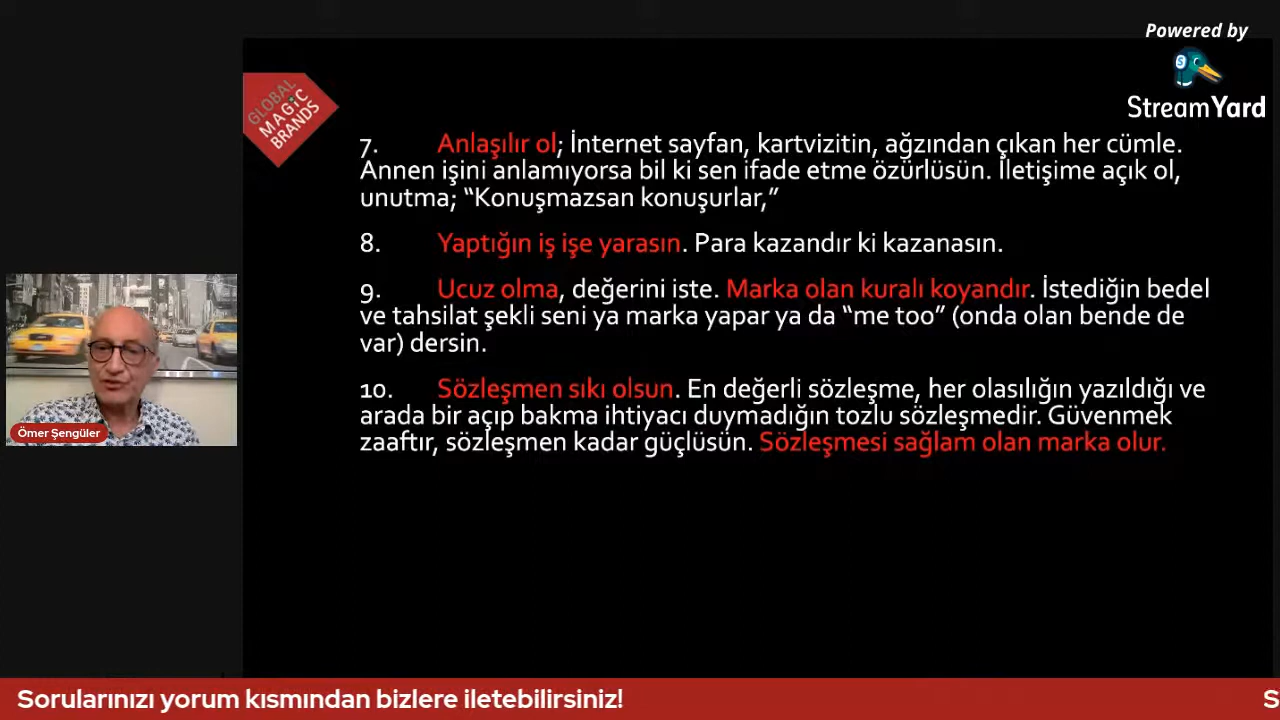 Powered by
StreamYard
GLOBAL
MAGiC
BRANDS
7. Anlaşılır ol; İnternet sayfan, kartvizitin, ağzından çıkan her cümle.
Annen işini anlamıyorsa bil ki sen ifade etme özürlüsün. İletişime açık ol,
unutma; “Konuşmazsan konuşurlar,”
8. Yaptığın iş işe yarasın. Para kazandır ki kazanasın.
9. Ucuz olma, değerini iste. Marka olan kuralı koyandır. İstediğin bedel
ve tahsilat şekli seni ya marka yapar ya da “me too” (onda olan bende de
var) dersin.
10. Sözleşmen sıkı olsun. En değerli sözleşme, her olasılığın yazıldığı ve
arada bir açıp bakma ihtiyacı duymadığın tozlu sözleşmedir. Güvenmek
zaaftır, sözleşmen kadar güçlüsün. Sözleşmesi sağlam olan marka olur.
Ömer Şengüler
Sorularınızı yorum kısmından bizlere iletebilirsiniz!
S